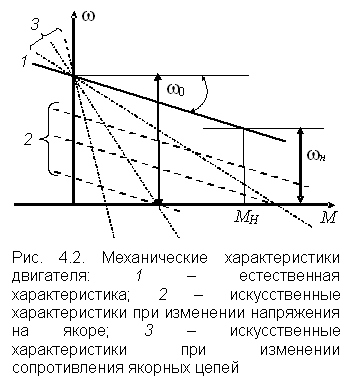 3
ω
1
ω0
2
ωн
MH
M
Рис. 4.2. Механические характеристики
двигателя: 1 – естественная
характеристика; 2 – искусственные
характеристики при изменении напряжения
на якоре; 3 – искусственные
характеристики при изменении
сопротивления якорных цепей